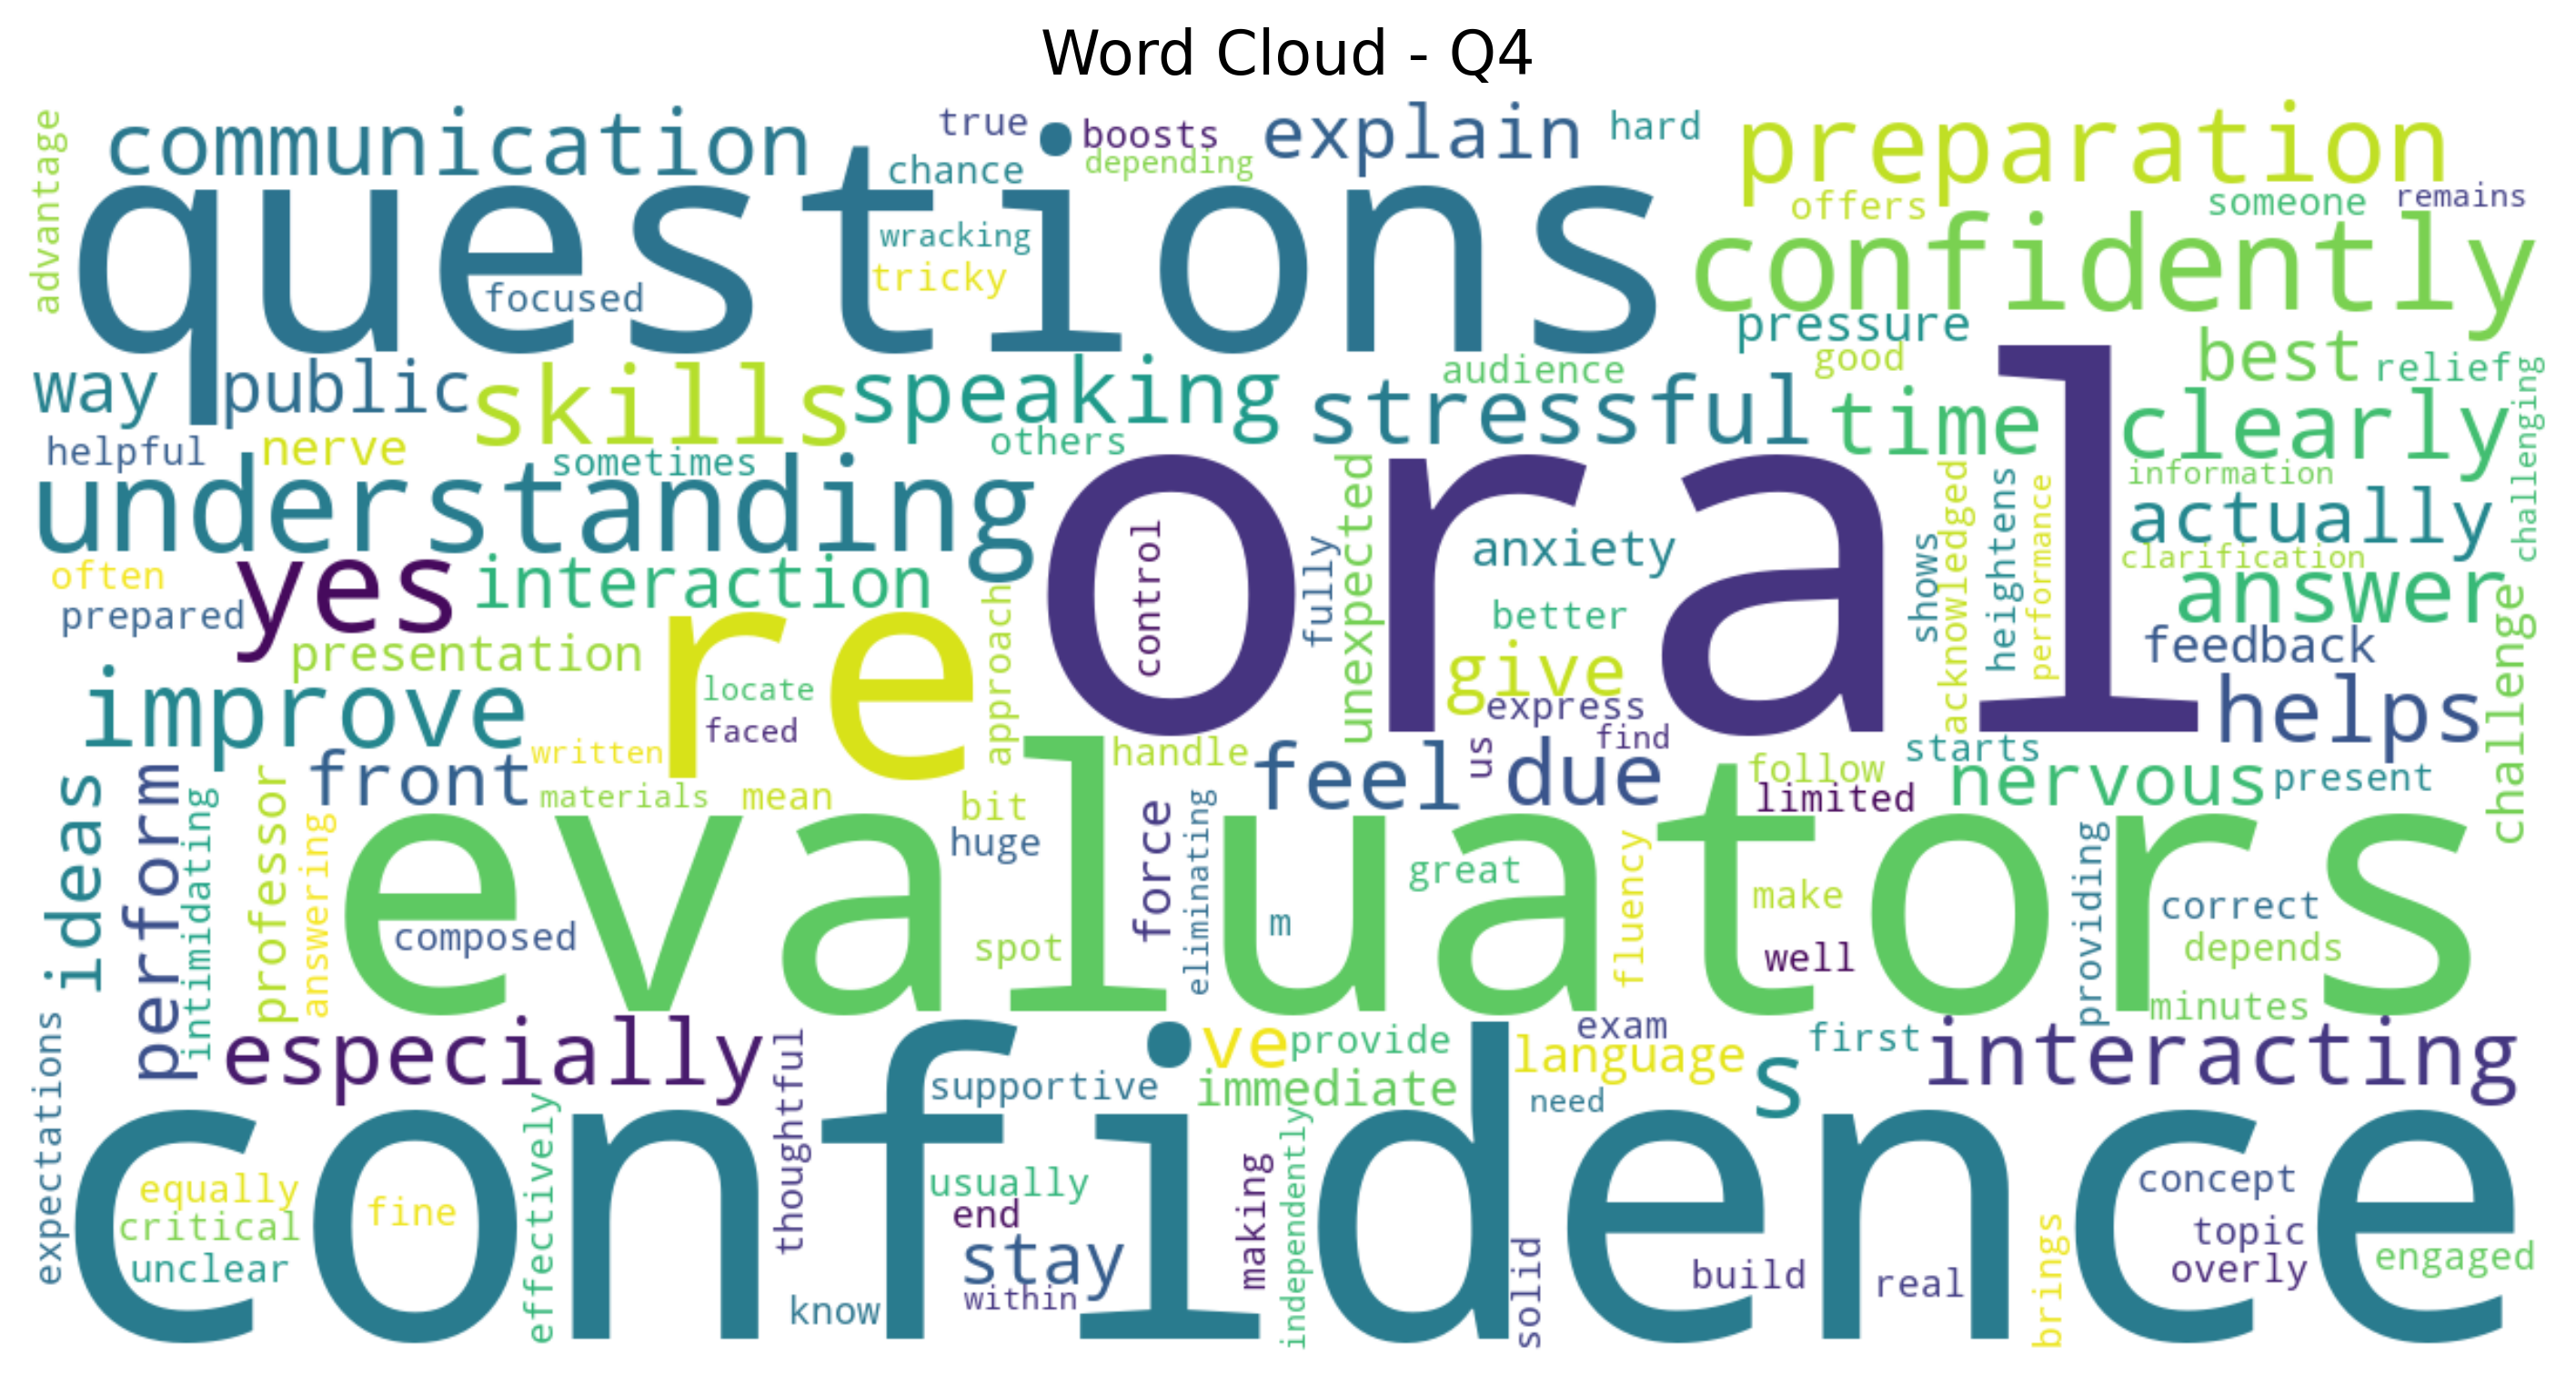 Word Cloud - Q4
advantage
communication
true
boosts
explain
hard
preparation
chance
depending
questions
offers
someone
remains
wracking
tricky
focused
confidently
pressure
good
best
relief
challenging
way
public
skills
speaking
audience
stressful
time
clearly
helpful
nerve
sometimes
others
information
understanding
oral
unexpected
acknowledged
heightens
performance
actually
clarification
often
yes
interaction
control
fully
anxiety
shows
answer
prepared
presentation
re
approach
better
feedback
challenge
improve
locate
faced
give
express
helps
written
find
us
front
materials
mean
handle
feel
due
starts
follow
limited
nervous
present
ideas
perform
intimidating
professor
answering
evaluators
bit
huge
force
eliminating
great
fluency
make
providing
correct
composed
spot
m
well
depends
minutes
expectations
especially
thoughtful
ve
provide
exam
first
interacting
language
s
supportive
immediate
need
confidence
effectively
equally
critical
fine
unclear
usually
end
stay
within
know
making
independently
solid
build
real
brings
concept
topic
overly
engaged